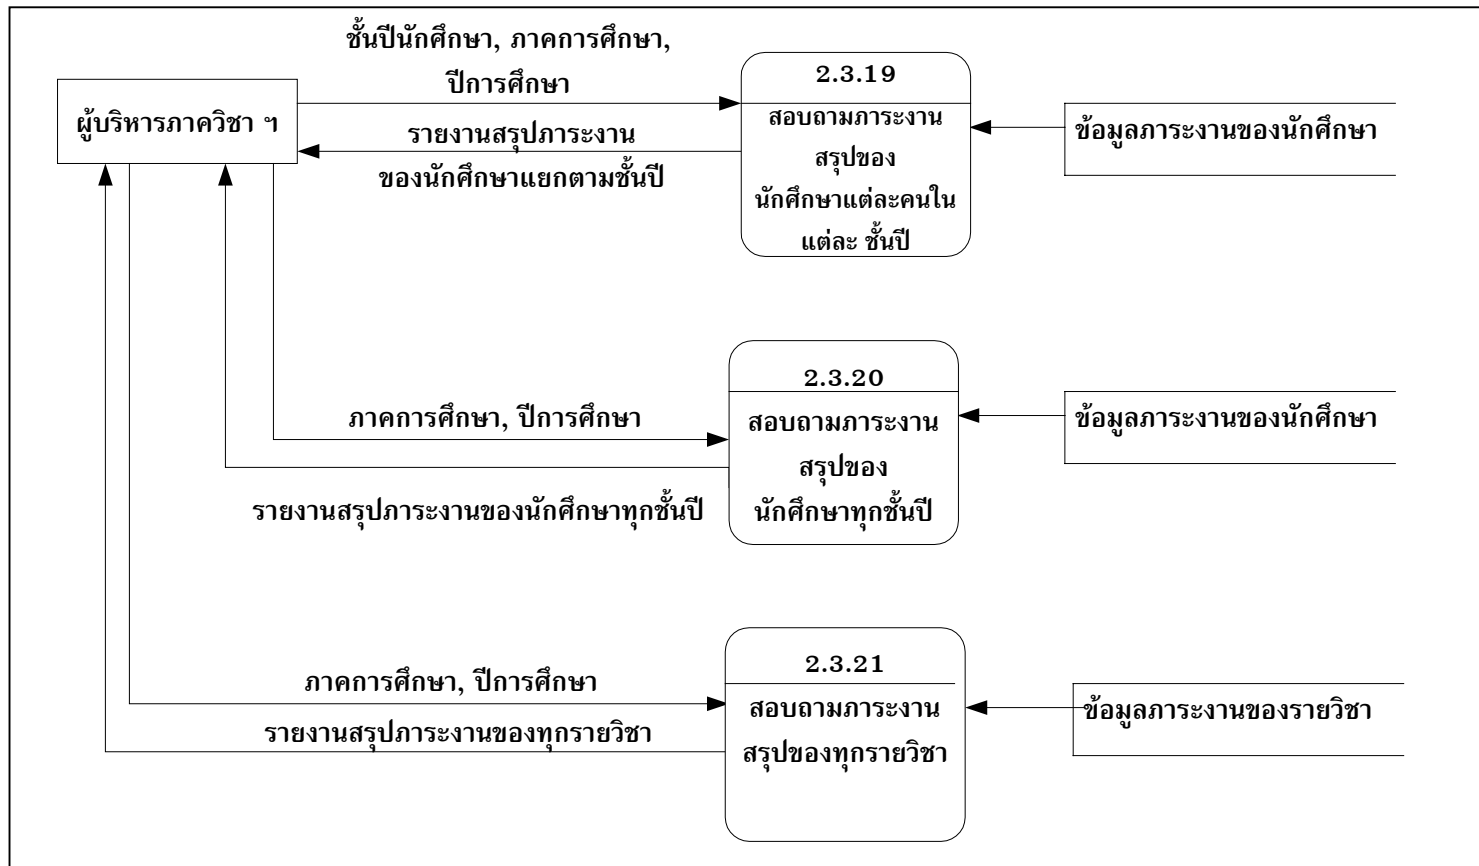 ชั้นปีนักศึกษา, ภาคการศึกษา,
ปีการศึกษา
ผู้บริหารภาควิชา ฯ
รายงานสรุปภาระงาน
ของนักศึกษาแยกตามชั้นปี
2.3.19
สอบถามภาระงาน
สรุปของ
นักศึกษาแต่ละคนใน
แต่ละ ชั้นปี
ข้อมูลภาระงานของนักศึกษา
ภาคการศึกษา, ปีการศึกษา
รายงานสรุปภาระงานของนักศึกษาทุกชั้นปี
2.3.20
สอบถามภาระงาน
สรุปของ
นักศึกษาทุกชั้นปี
ข้อมูลภาระงานของนักศึกษา
ภาคการศึกษา, ปีการศึกษา
รายงานสรุปภาระงานของทุกรายวิชา
2.3.21
สอบถามภาระงาน
สรุปของทุกรายวิชา
ข้อมูลภาระงานของรายวิชา